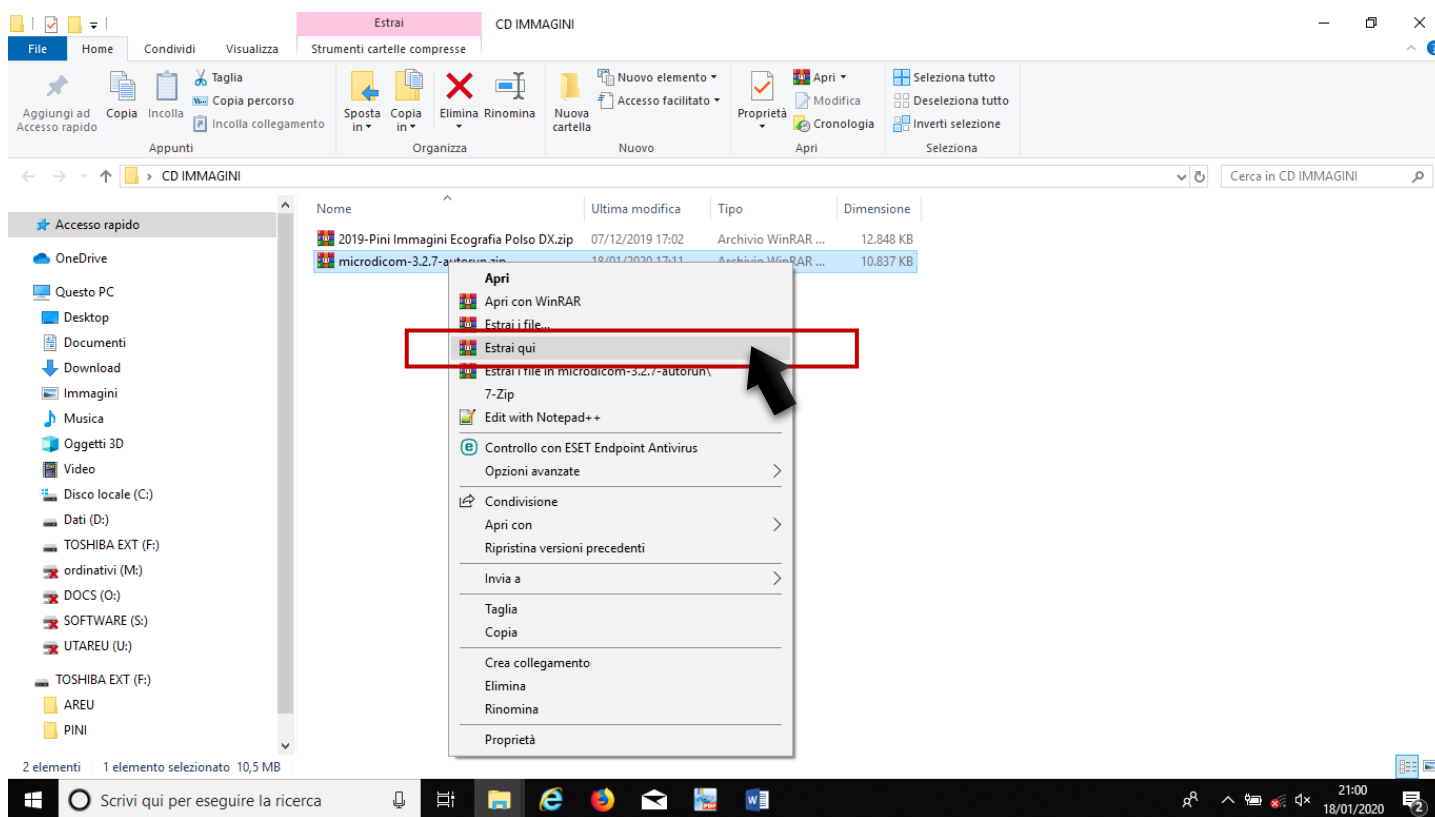 Estrai
CD IMMAGINI
File
Home
Condividi
Visualizza
Strumenti cartelle compresse
Aggiungi ad
Accesso rapido
Copia
Incolla
Taglia
Copia percorso
Incolla collegamento
Appunti
Sposta
in
Copia
in
Elimina
Rinomina
Organizza
Nuova
cartella
Nuovo elemento
Accesso facilitato
Nuovo
Proprietà
Apri
Modifica
Cronologia
Apri
Seleziona tutto
Deseleziona tutto
Inverti selezione
Seleziona
CD IMMAGINI
Cerca in CD IMMAGINI
Nome
Ultima modifica
Tipo
Dimensione
2019-Pini Immagini Ecografia Polso DX.zip
07/12/2019 17:02
Archivio WinRAR ...
12.848 KB
microdicom-3.2.7-autorun.zip
18/01/2020 17:11
Archivio WinRAR ...
10.837 KB
Accesso rapido
OneDrive
Questo PC
Desktop
Documenti
Download
Immagini
Musica
Oggetti 3D
Video
Disco locale (C:)
Dati (D:)
TOSHIBA EXT (F:)
ordinativi (M:)
DOCS (O:)
SOFTWARE (S:)
UTAREU (U:)
TOSHIBA EXT (F:)
AREU
PINI
Apri
Apri con WinRAR
Estrai i file...
Estrai qui
Estrai i file in microdicom-3.2.7-autorun\
7-Zip
Edit with Notepad++
Controllo con ESET Endpoint Antivirus
Opzioni avanzate
Condivisione
Apri con
Ripristina versioni precedenti
Invia a
Taglia
Copia
Crea collegamento
Elimina
Rinomina
Proprietà
2 elementi
1 elemento selezionato 10,5 MB
Scrivi qui per eseguire la ricerca
21:00
18/01/2020
2